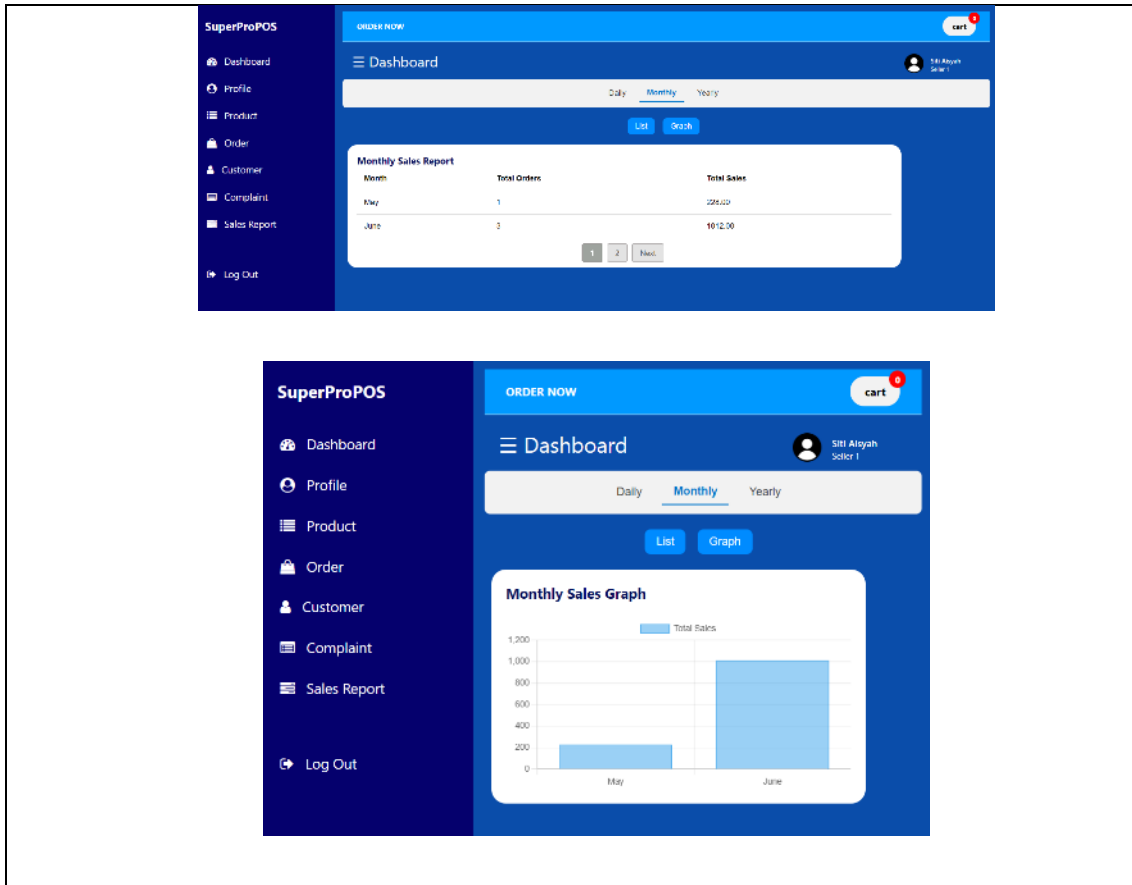 SuperProPOS
ORDER NOW
cart
Dashboard
Dashboard
Siti Aisyah
Seller 1
Profile
Daily Monthly Yearly
Product
List Graph
Order
Monthly Sales Report
Customer
Month Total Orders Total Sales
Complaint
May 1
Sales Report
June 3 1012.00
1 2 Next
Log Out
SuperProPOS
ORDER NOW
0
cart
Dashboard
Dashboard
Siti Aisyah
Seller 1
Profile
Daily Monthly Yearly
Product
List Graph
Order
Monthly Sales Graph
Customer
Total Sales
Complaint
1,200
1,000
Sales Report
800
600
400
200
Log Out
0
May June